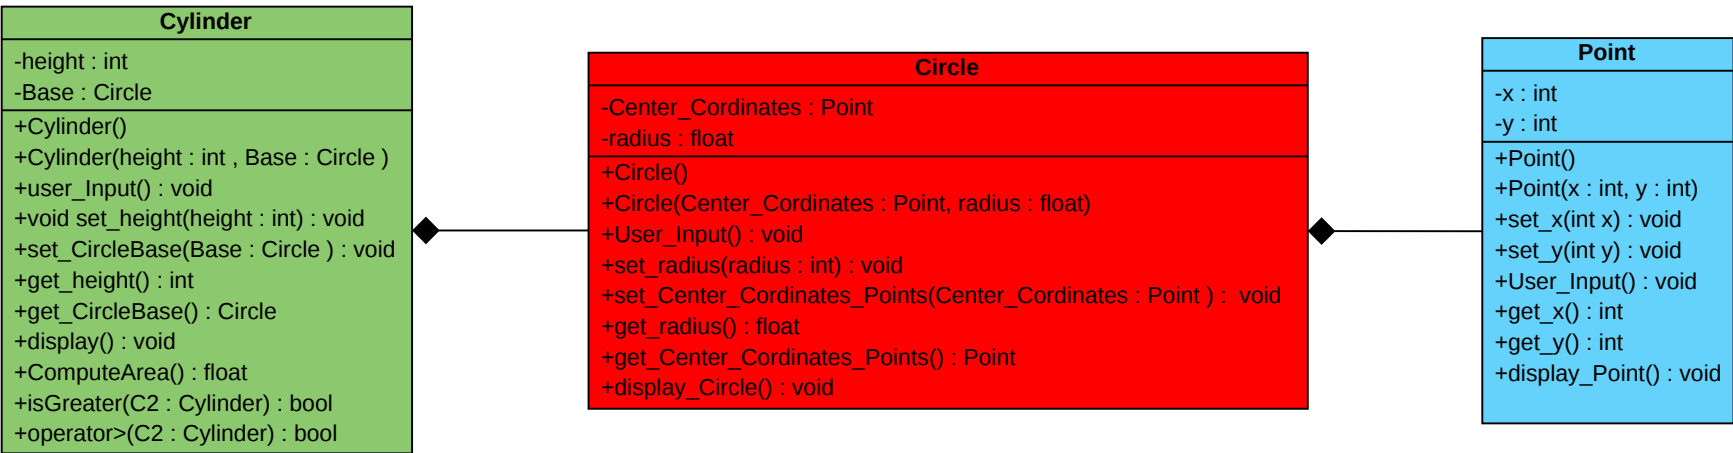 Cylinder
-height : int
-Base : Circle
+Cylinder()
+Cylinder(height : int , Base : Circle )
+user_Input() : void
+void set_height(height : int) : void
+set_CircleBase(Base : Circle ) : void
+get_height() : int
+get_CircleBase() : Circle
+display() : void
+ComputeArea() : float
+isGreater(C2 : Cylinder) : bool
+operator>(C2 : Cylinder) : bool
Circle
-Center_Cordinates : Point
-radius : float
+Circle()
+Circle(Center_Cordinates : Point, radius : float)
+User_Input() : void
+set_radius(radius : int) : void
+set_Center_Cordinates_Points(Center_Cordinates : Point ) :  void
+get_radius() : float
+get_Center_Cordinates_Points() : Point
+display_Circle() : void
Point
-x : int
-y : int
+Point()
+Point(x : int, y : int)
+set_x(int x) : void
+set_y(int y) : void
+User_Input() : void
+get_x() : int
+get_y() : int
+display_Point() : void